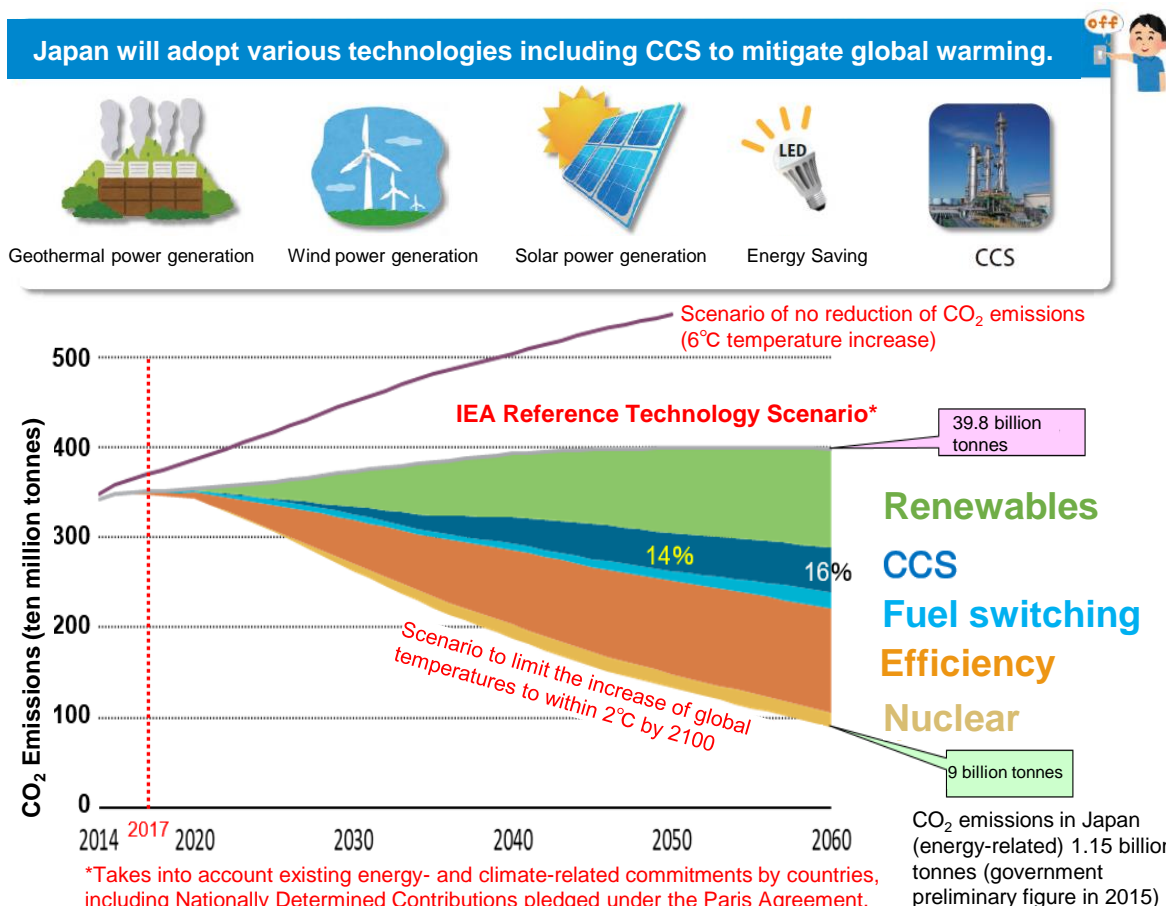 off
Japan will adopt various technologies including CCS to mitigate global warming.
LED
Geothermal power generation
Wind power generation
Solar power generation
Energy Saving
CCS
Scenario of no reduction of CO₂ emissions
(6℃ temperature increase)
IEA Reference Technology Scenario*
39.8 billion
tonnes
CO₂ Emissions (ten million tonnes)
500
400
300
200
100
0
14%
16%
Renewables
CCS
Fuel switching
Efficiency
Nuclear
Scenario to limit the increase of global
temperatures to within 2℃ by 2100
9 billion tonnes
2014
2017
2020
2030
2040
2050
2060
CO₂ emissions in Japan
(energy-related) 1.15 billion
tonnes (government
preliminary figure in 2015)
*Takes into account existing energy- and climate-related commitments by countries,
including Nationally Determined Contributions pledged under the Paris Agreement.